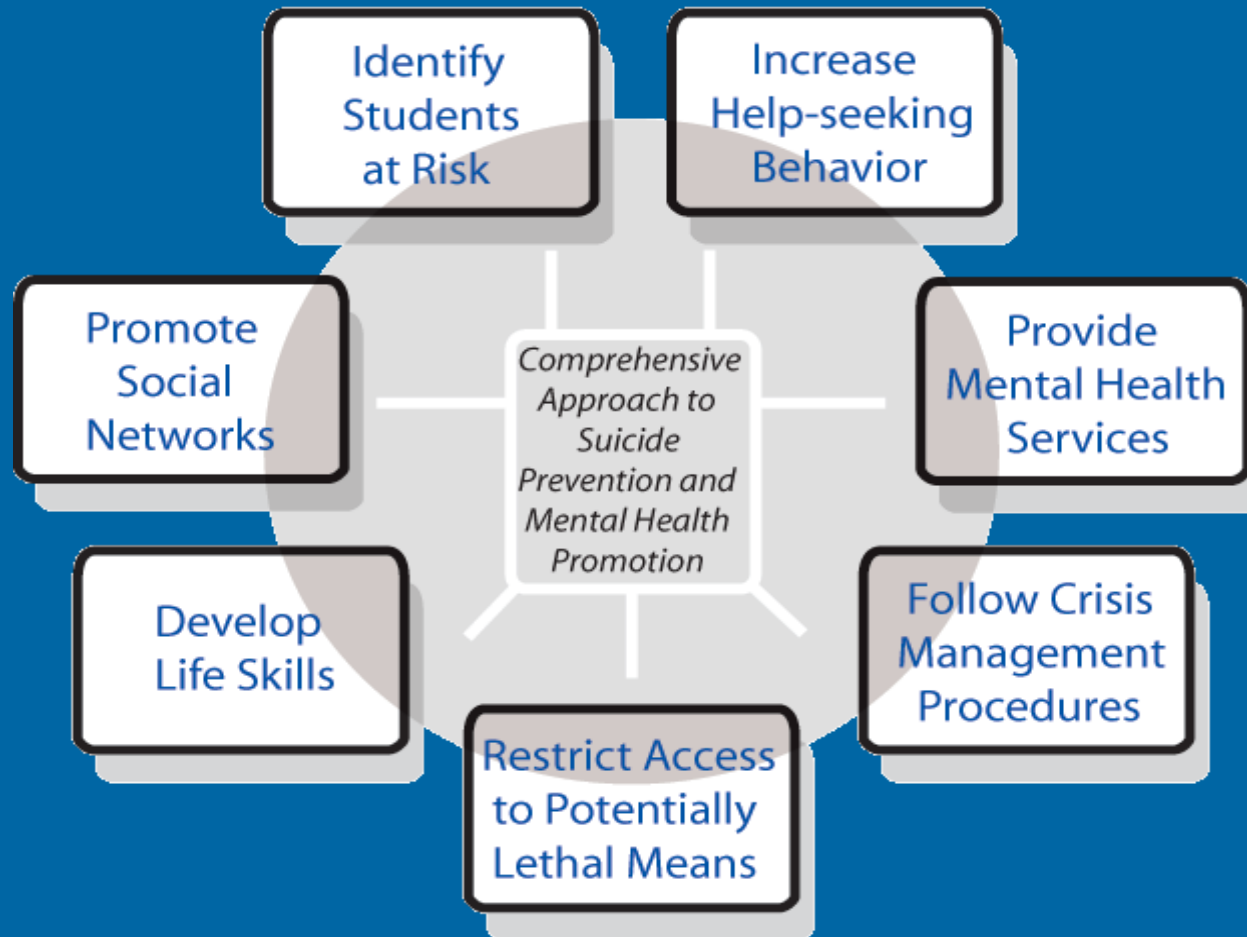 Identify
Students
at Risk
Increase
Help-seeking
Behavior
Promote
Social
Networks
Comprehensive
Approach to
Suicide
Prevention and
Mental Health
Promotion
Provide
Mental Health
Services
Develop
Life Skills
Follow Crisis
Management
Procedures
Restrict Access
to Potentially
Lethal Means